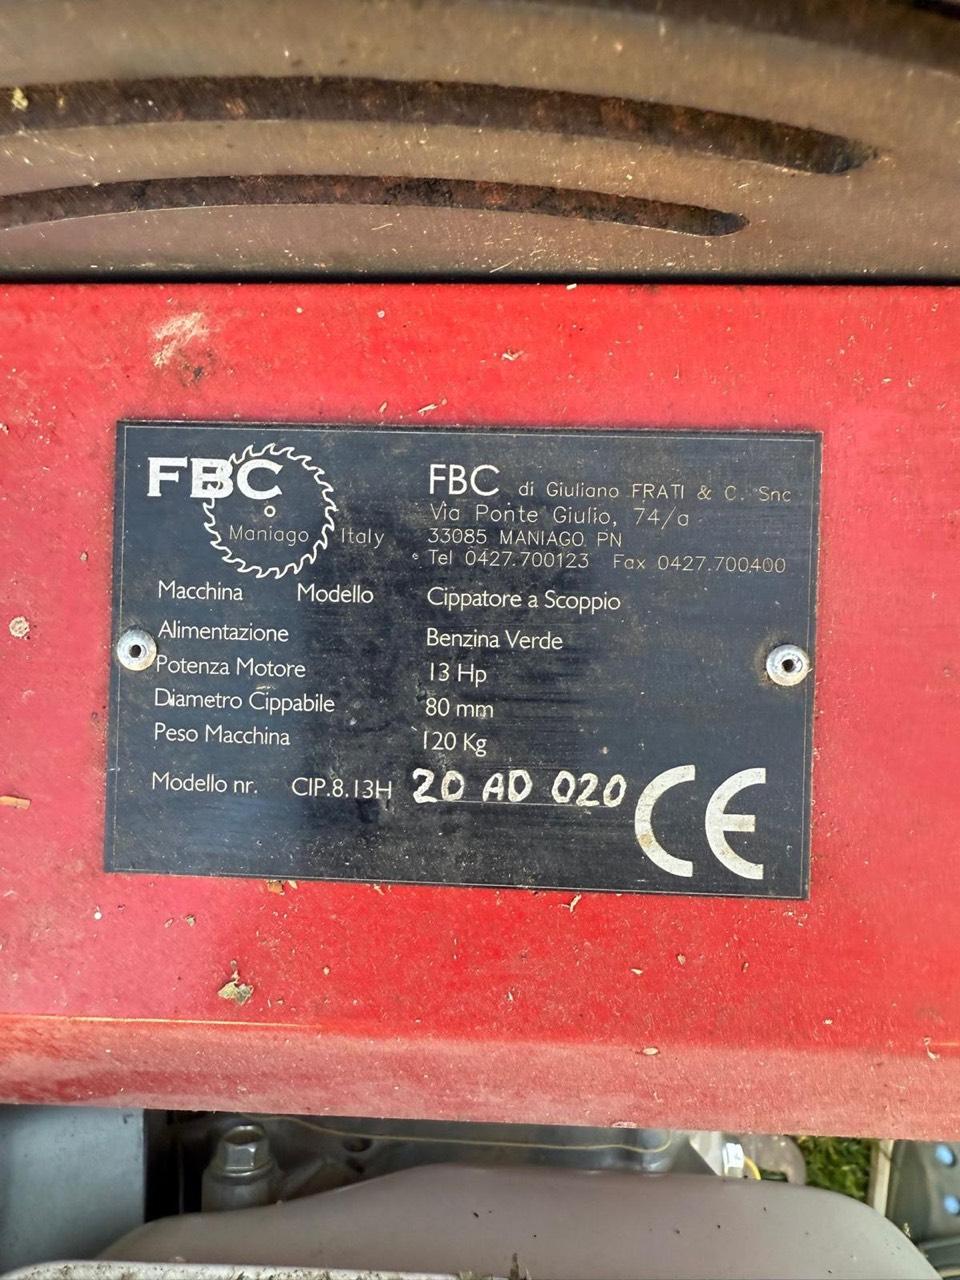 FBC
Maniago Italy
FBC di Giuliano FRATI & C. Snc
Via Ponte Giulio, 74/a
33085 MANIAGO PN
Tel 0427.700123 Fax 0427.700400
Macchina Modello Cippatore a Scoppio
Alimentazione Benzina Verde
Potenza Motore 13 Hp
Diametro Cippabile 80 mm
Peso Macchina 120 Kg
Modello nr. CIP.8.13H 20 AD 020 CE